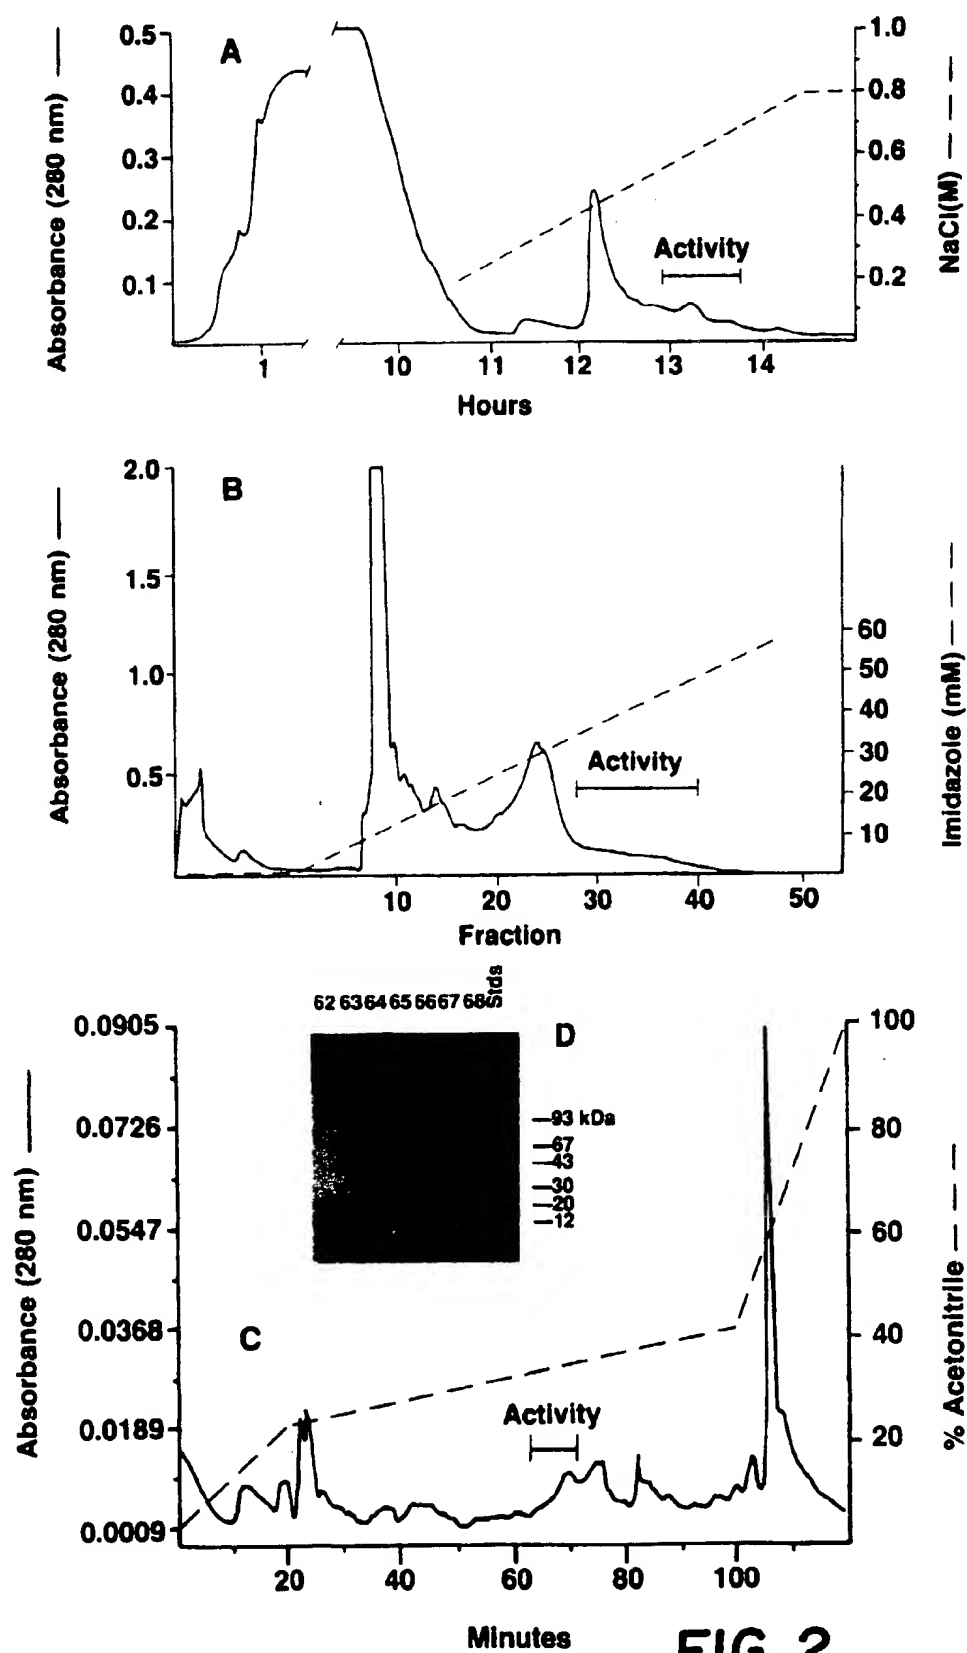 A
Absorbance (280 nm)
0.5
0.4
0.3
0.2
0.1
1.0
0.8
0.6
0.4
0.2
NaCl(M)
Activity
1 10 11 12 13 14
Hours
B
Absorbance (280 nm)
2.0
1.5
1.0
0.5
60
50
40
30
20
10
Imidazole (mM)
Activity
10 20 30 40 50
Fraction
62 63 64 65 66 67 68 Stds
D
93 kDa
67
43
30
20
12
C
Absorbance (280 nm)
0.0905
0.0726
0.0547
0.0368
0.0189
0.0009
100
80
60
40
20
% Acetonitrile
Activity
20 40 60 80 100
Minutes
FIG. 2